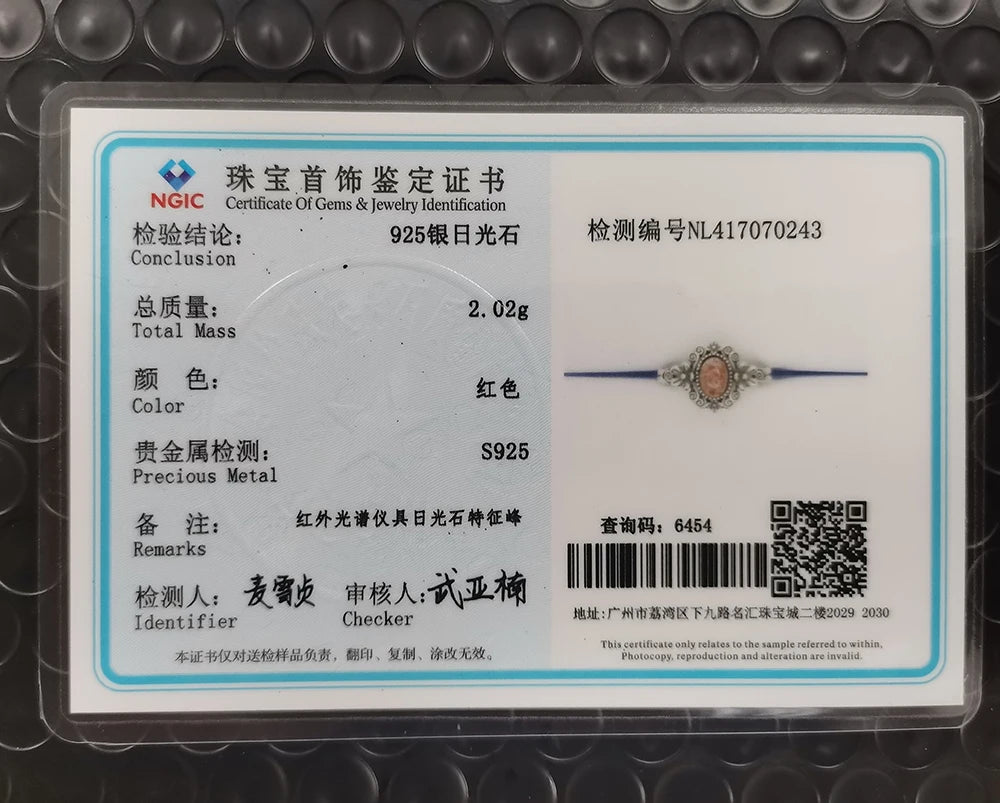 NGIC
珠宝首饰鉴定证书
Certificate Of Gems & Jewelry Identification
检验结论: 925银日光石
Conclusion
总质量: 2.02g
Total Mass
颜 色: 红色
Color
贵金属检测: S925
Precious Metal
备 注: 红外光谱仪具日光石特征峰
Remarks
检测人: 麦雪贞 审核人:武亚楠
Identifier Checker
本证书仅对送检样品负责，翻印、复制、涂改无效。
检测编号NL417070243
查询码: 6454
地址:广州市荔湾区下九路名汇珠宝城二楼2029 2030
This certificate only relates to the sample referred to within,
Photocopy, reproduction and alteration are invalid.